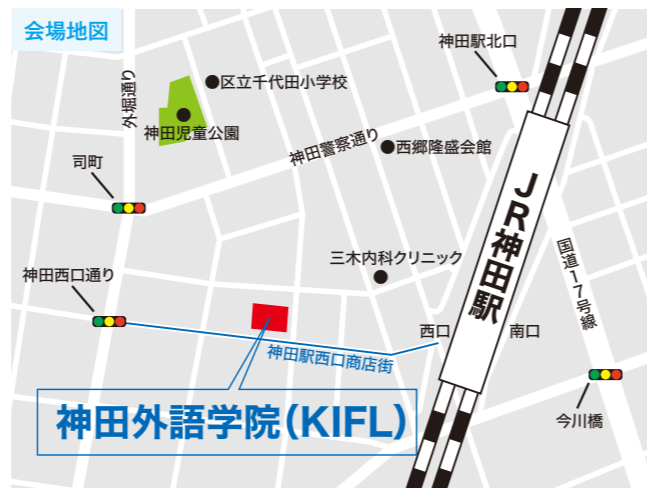 会場地図
神田駅北口
区立千代田小学校
外堀通り
神田児童公園
神田警察通り
西郷隆盛会館
司町
JR神田駅
三木内科クリニック
国道17号線
神田西口通り
西口
南口
神田駅西口商店街
今川橋
神田外語学院(KIFL)